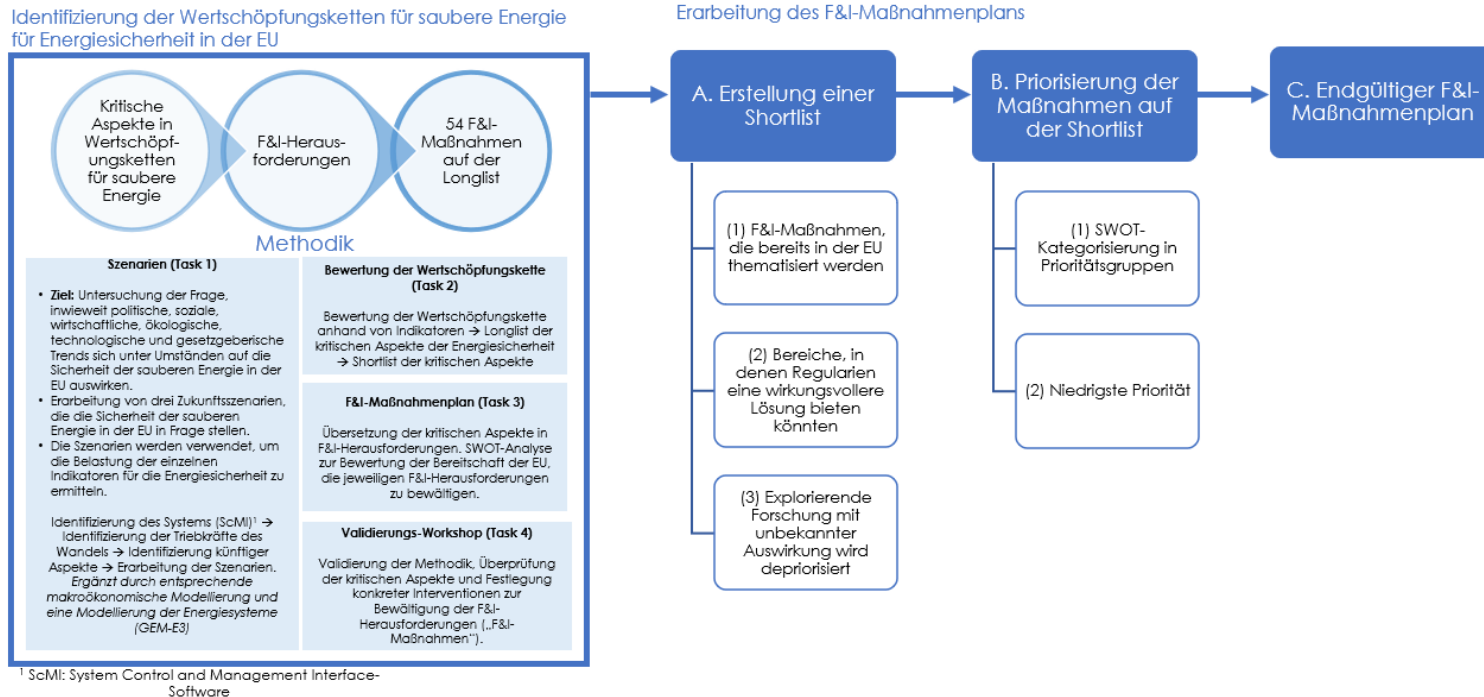 Identifizierung der Wertschöpfungsketten für saubere Energie
für Energiesicherheit in der EU
Kritische
Aspekte in
Wertschöpf-
ungsketten
für saubere
Energie
F&I-Heraus-
forderungen
54 F&I-
Maßnahmen
auf der
Longlist
Methodik
Szenarien (Task 1)
• Ziel: Untersuchung der Frage,
inwieweit politische, soziale,
wirtschaftliche, ökologische,
technologische und gesetzgeberische
Trends sich unter Umständen auf die
Sicherheit der sauberen Energie in der
EU auswirken.
• Erarbeitung von drei Zukunftsszenarien,
die die Sicherheit der sauberen
Energie in der EU in Frage stellen.
• Die Szenarien werden verwendet, um
die Belastung der einzelnen
Indikatoren für die Energiesicherheit zu
ermitteln.
Identifizierung des Systems (ScMI)¹ →
Identifizierung der Triebkräfte des
Wandels → Identifizierung künftiger
Aspekte → Erarbeitung der Szenarien.
Ergänzt durch entsprechende
makroökonomische Modellierung und
eine Modellierung der Energiesysteme
(GEM-E3)
Bewertung der Wertschöpfungskette
(Task 2)
Bewertung der Wertschöpfungskette
anhand von Indikatoren → Longlist der
kritischen Aspekte der Energiesicherheit
→ Shortlist der kritischen Aspekte
F&I-Maßnahmenplan (Task 3)
Übersetzung der kritischen Aspekte in
F&I-Herausforderungen. SWOT-Analyse
zur Bewertung der Bereitschaft der EU,
die jeweiligen F&I-Herausforderungen
zu bewältigen.
Validierungs-Workshop (Task 4)
Validierung der Methodik, Überprüfung
der kritischen Aspekte und Festlegung
konkreter Interventionen zur
Bewältigung der F&I-
Herausforderungen („F&I-
Maßnahmen“).
¹ ScMI: System Control and Management Interface-
Software
Erarbeitung des F&I-Maßnahmenplans
A. Erstellung einer
Shortlist
(1) F&I-Maßnahmen,
die bereits in der EU
thematisiert werden
(2) Bereiche, in
denen Regularien
eine wirkungsvollere
Lösung bieten
könnten
(3) Explorierende
Forschung mit
unbekannter
Auswirkung wird
depriorisiert
B. Priorisierung der
Maßnahmen auf
der Shortlist
(1) SWOT-
Kategorisierung in
Prioritätsgruppen
(2) Niedrigste Priorität
C. Endgültiger F&I-
Maßnahmenplan